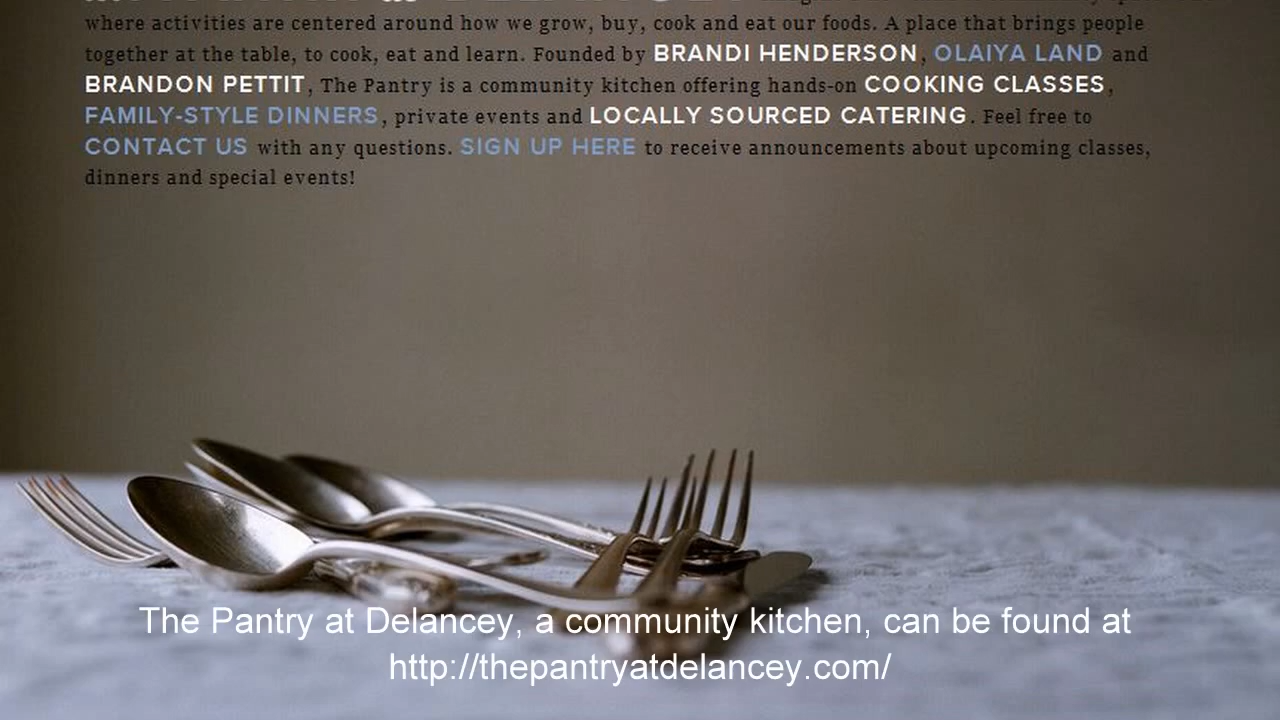 where activities are centered around how we grow, buy, cook and eat our foods. A place that brings people
together at the table, to cook, eat and learn. Founded by BRANDI HENDERSON, OLAIYA LAND and
BRANDON PETTIT, The Pantry is a community kitchen offering hands-on COOKING CLASSES,
FAMILY-STYLE DINNERS, private events and LOCALLY SOURCED CATERING. Feel free to
CONTACT US with any questions. SIGN UP HERE to receive announcements about upcoming classes,
dinners and special events!
The Pantry at Delancey, a community kitchen, can be found at
http://thepantryatdelancey.com/